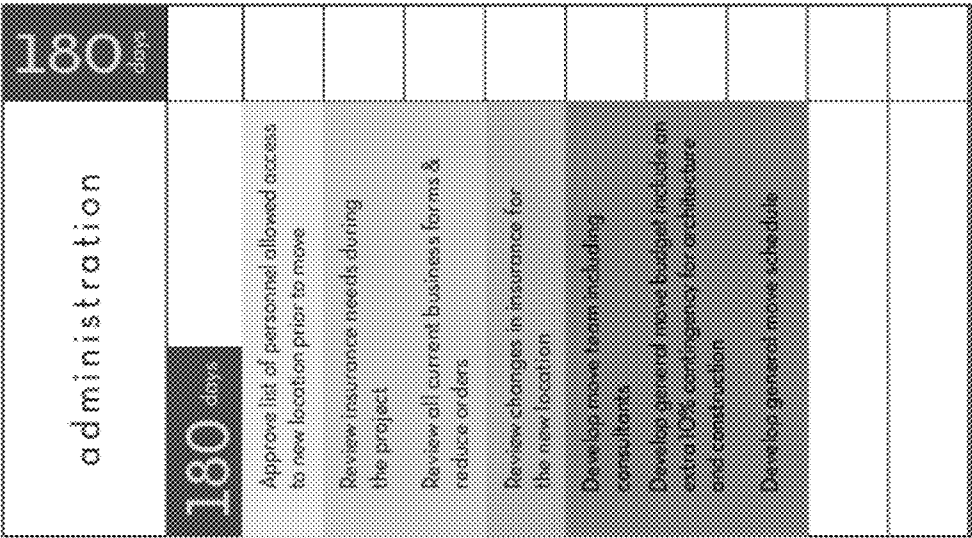 180 days
administration
180 days
Approve list of personnel allowed access
to new location prior to move
Review insurance needs during
the project
Review all current business forms &
reduce orders
Review changes in insurance for
the new location
Develop move team including
consultants
Develop general move budget include an
extra 10% contingency for architecture
and construction
Develop general move schedule